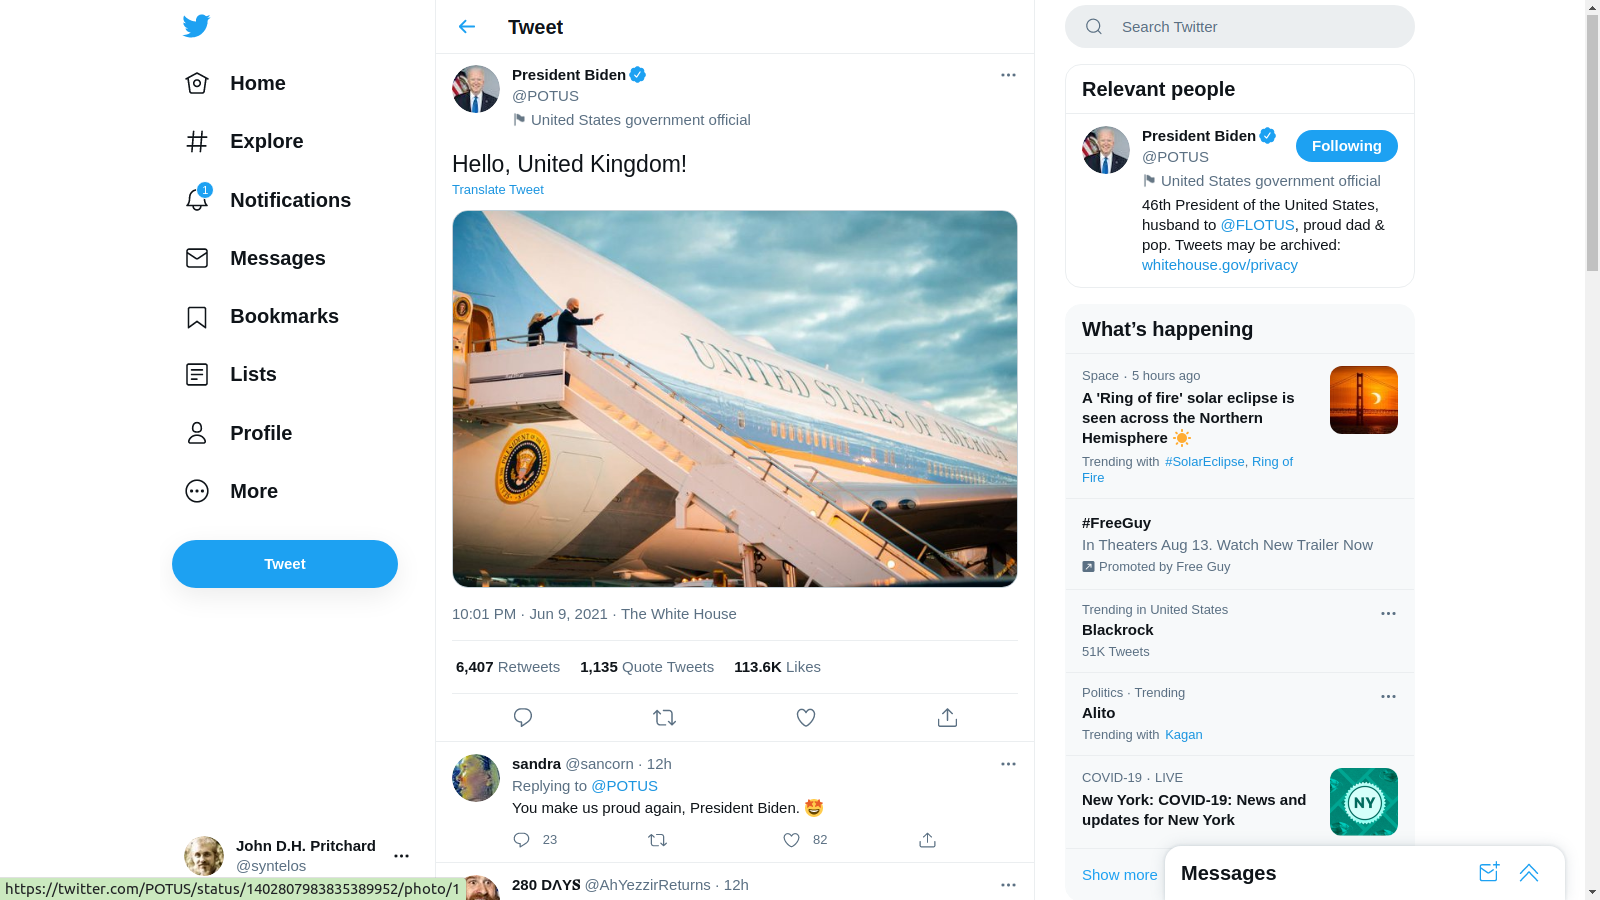 Home
Explore
1
Notifications
Messages
Bookmarks
Lists
Profile
More
Tweet
John D.H. Pritchard
@syntelos
https://twitter.com/POTUS/status/1402807983835389952/photo/1
Tweet
President Biden
@POTUS
United States government official
Hello, United Kingdom!
Translate Tweet
UNITED STATES OF AMERICA
10:01 PM · Jun 9, 2021 · The White House
6,407 Retweets 1,135 Quote Tweets 113.6K Likes
sandra @sancorn · 12h
Replying to @POTUS
You make us proud again, President Biden. 🤩
23 82
280 DɅYS @AhYezzirReturns · 12h
Search Twitter
Relevant people
President Biden
Following
@POTUS
United States government official
46th President of the United States,
husband to @FLOTUS, proud dad &
pop. Tweets may be archived:
whitehouse.gov/privacy
What’s happening
Space · 5 hours ago
A 'Ring of fire' solar eclipse is
seen across the Northern
Hemisphere ☀️
Trending with #SolarEclipse, Ring of
Fire
#FreeGuy
In Theaters Aug 13. Watch New Trailer Now
Promoted by Free Guy
Trending in United States
Blackrock
51K Tweets
Politics · Trending
Alito
Trending with Kagan
COVID-19 · LIVE
New York: COVID-19: News and
updates for New York
NY
Show more
Messages